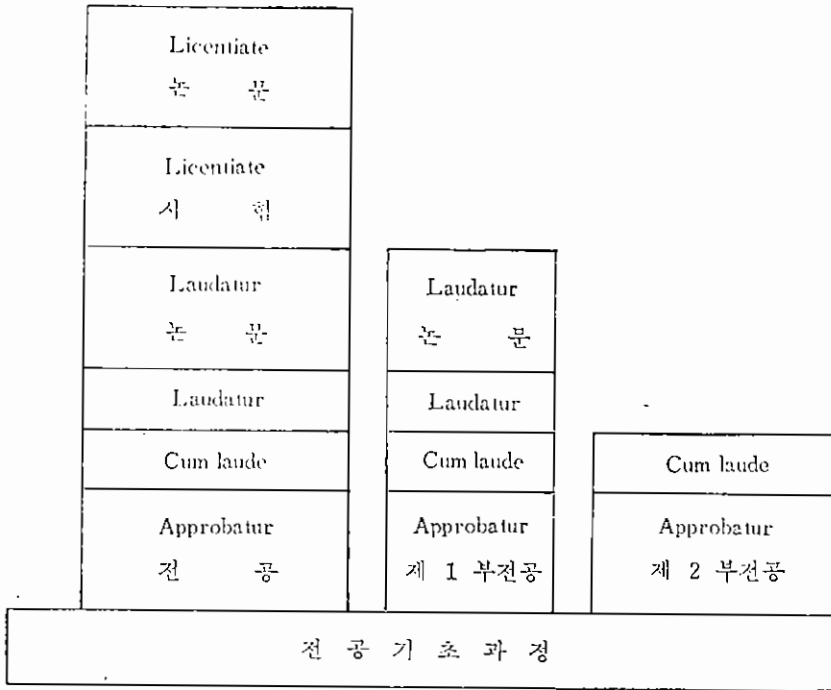 Licentiate
논 문
Licentiate
시 험
Laudatur
논 문
Laudatur
Cum laude
Approbatur
전 공
Laudatur
논 문
Laudatur
Cum laude
Approbatur
제 1 부전공
Cum laude
Approbatur
제 2 부전공
전 공 기 초 과 정